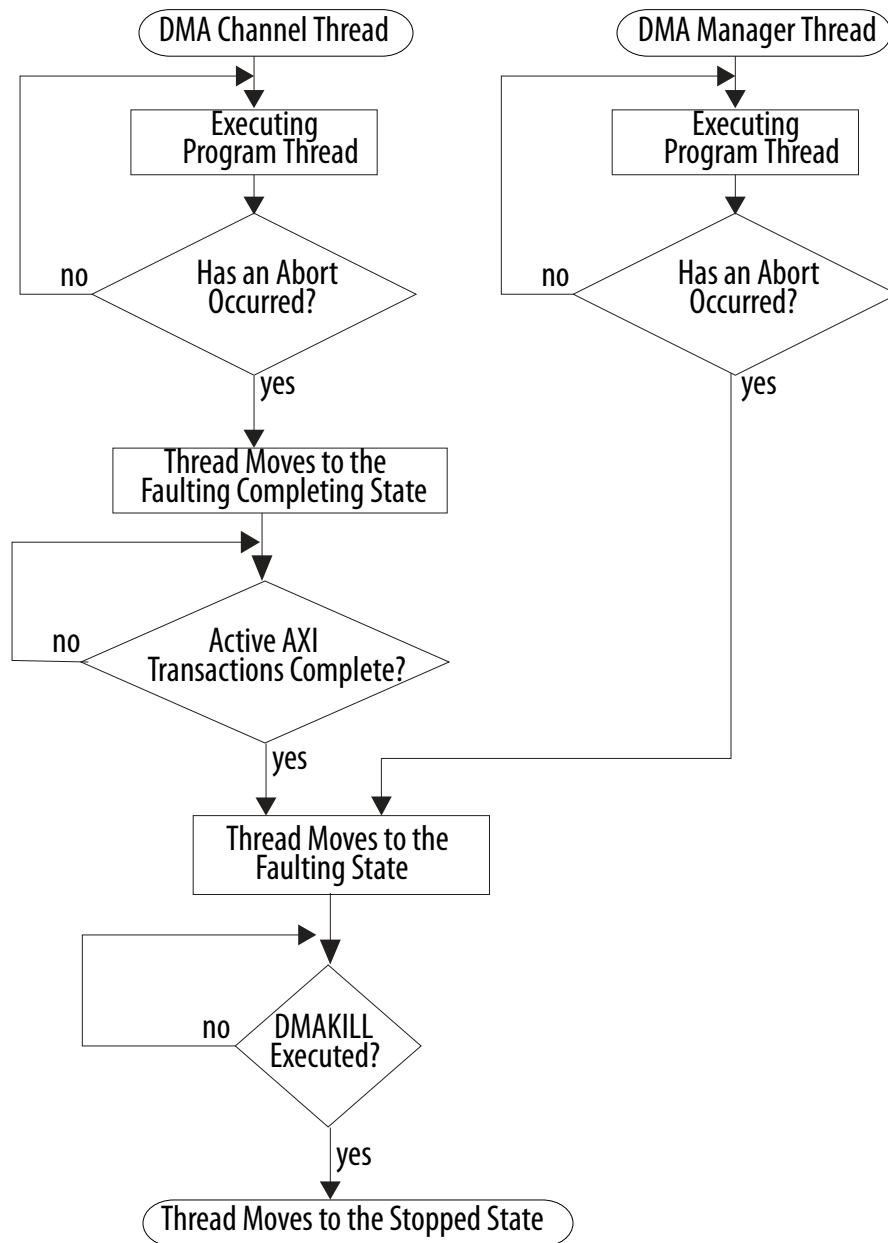 DMA Channel Thread
DMA Manager Thread
Executing
Program Thread
Executing
Program Thread
Has an Abort
Occurred?
no
yes
Has an Abort
Occurred?
no
yes
Thread Moves to the
Faulting Completing State
Active AXI
Transactions Complete?
no
yes
Thread Moves to the
Faulting State
DMAKILL
Executed?
no
yes
Thread Moves to the Stopped State